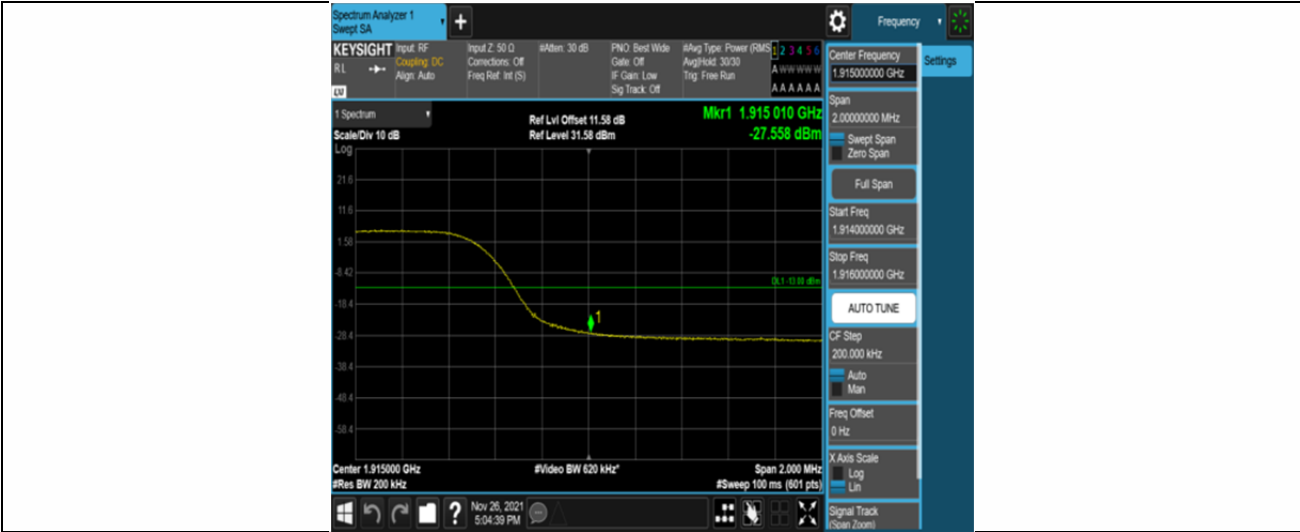 Spectrum Analyzer 1
Swept SA
+
Frequency
KEYSIGHT
RL
LXI
Input: RF
Coupling: DC
Align: Auto
Input Z: 50 Ω
Corrections: Off
Freq Ref: Int (S)
#Atten: 30 dB
PNO: Best Wide
Gate: Off
IF Gain: Low
Sig Track: Off
#Avg Type: Power (RMS
Avg|Hold: 30/30
Trig: Free Run
1 2 3 4 5 6
A W W W W W
A A A A A A
1 Spectrum
Scale/Div 10 dB
Log
Ref Lvl Offset 11.58 dB
Ref Level 31.58 dBm
Mkr1 1.915 010 GHz
-27.558 dBm
21.6
11.6
1.58
-8.42
-18.4
-28.4
-38.4
-48.4
-58.4
DL1 -13.00 dBm
1
Center 1.915000 GHz
#Res BW 200 kHz
#Video BW 620 kHz*
Span 2.000 MHz
#Sweep 100 ms (601 pts)
?
Nov 26, 2021
5:04:39 PM
Center Frequency
1.915000000 GHz
Settings
Span
2.00000000 MHz
Swept Span
Zero Span
Full Span
Start Freq
1.914000000 GHz
Stop Freq
1.916000000 GHz
AUTO TUNE
CF Step
200.000 kHz
Auto
Man
Freq Offset
0 Hz
X Axis Scale
Log
Lin
Signal Track
(Span Zoom)